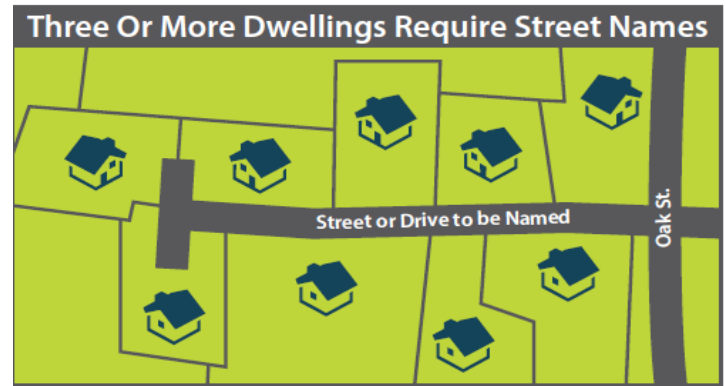 Three Or More Dwellings Require Street Names
Street or Drive to be Named
Oak St.